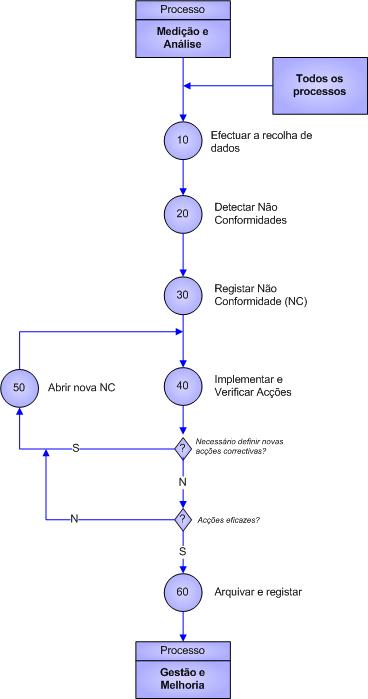 Processo
Medição e
Análise
Todos os
processos
10
Efectuar a recolha de
dados
20
Detectar Não
Conformidades
30
Registar Não
Conformidade (NC)
50
Abrir nova NC
40
Implementar e
Verificar Acções
S
?
Necessário definir novas
acções correctivas?
N
N
?
Acções eficazes?
S
60
Arquivar e registar
Processo
Gestão e
Melhoria